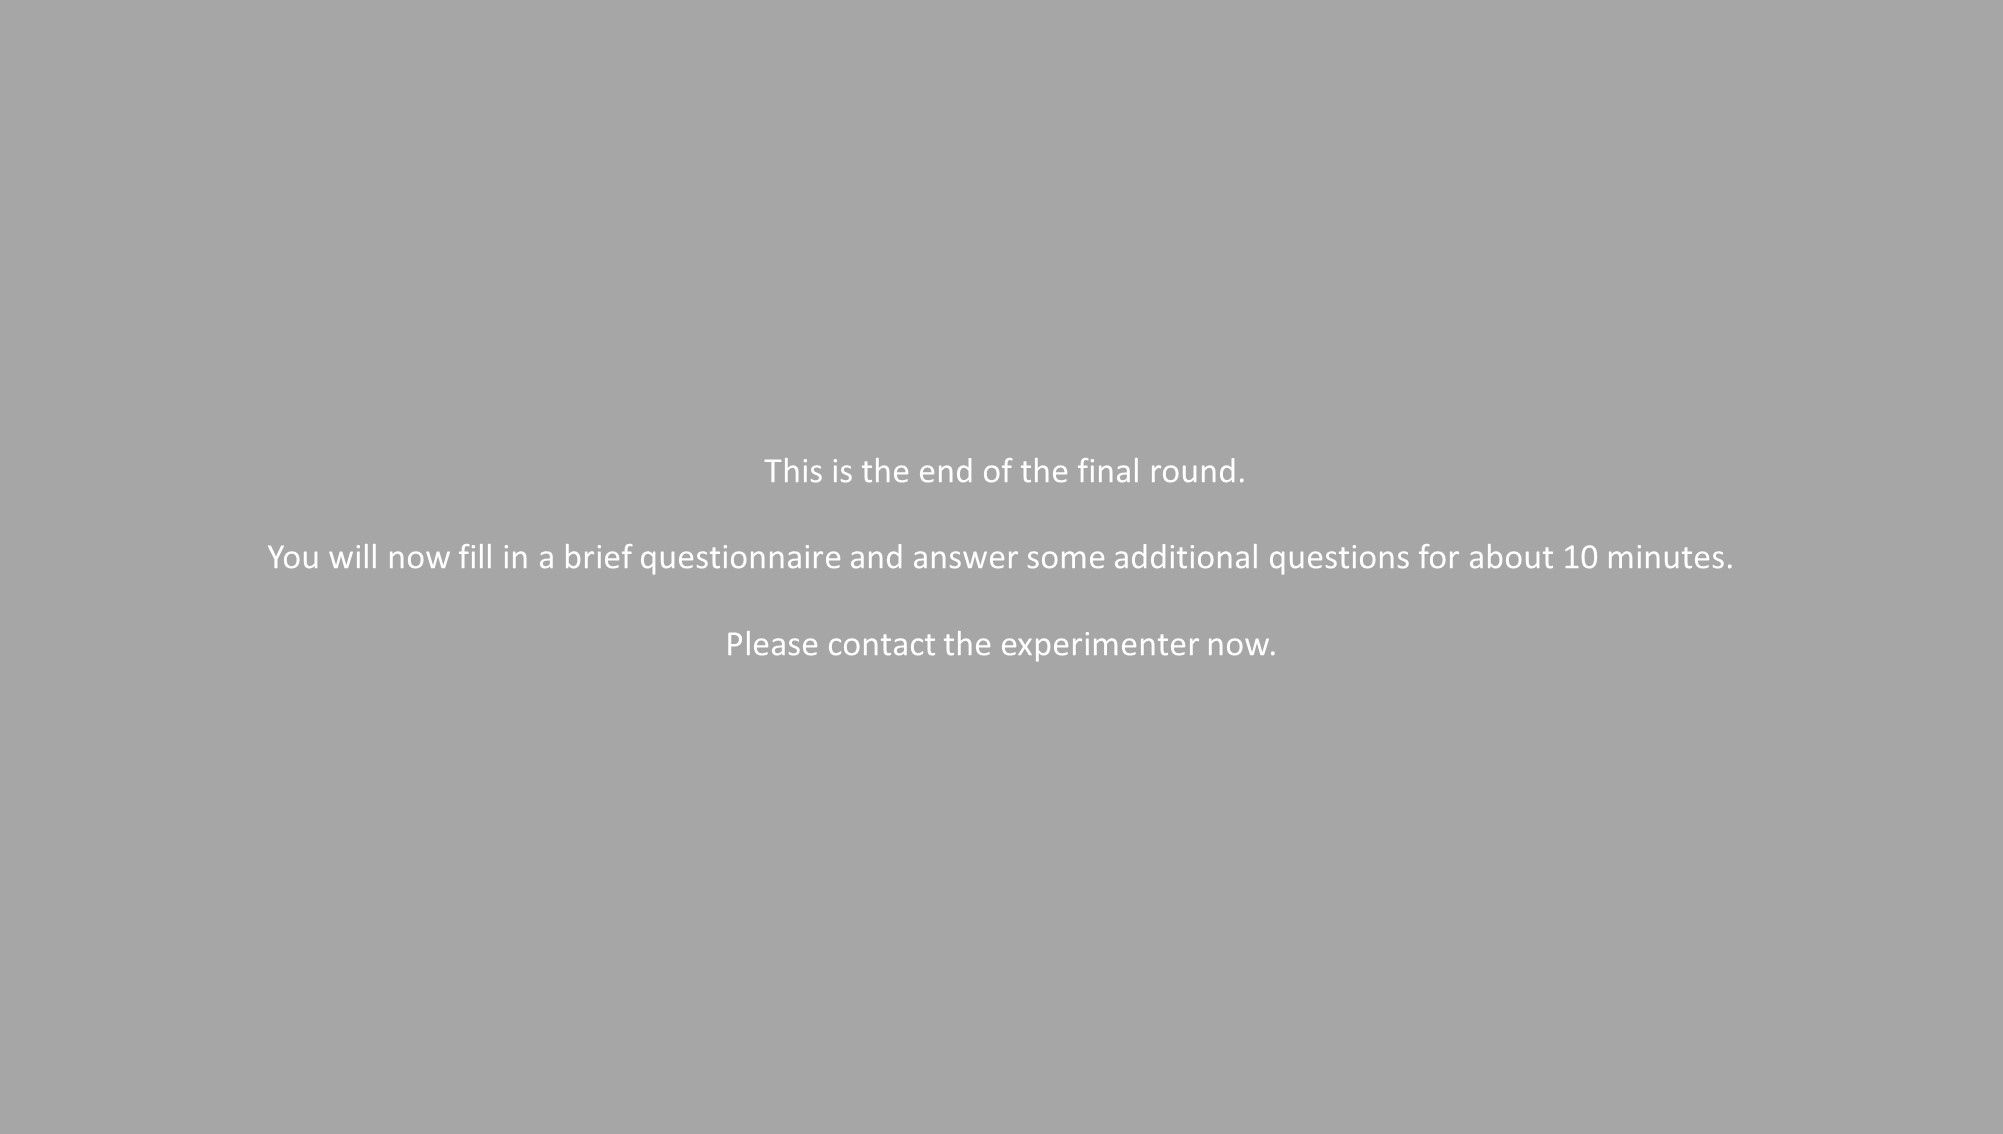 This is the end of the final round.
You will now fill in a brief questionnaire and answer some additional questions for about 10 minutes.
Please contact the experimenter now.